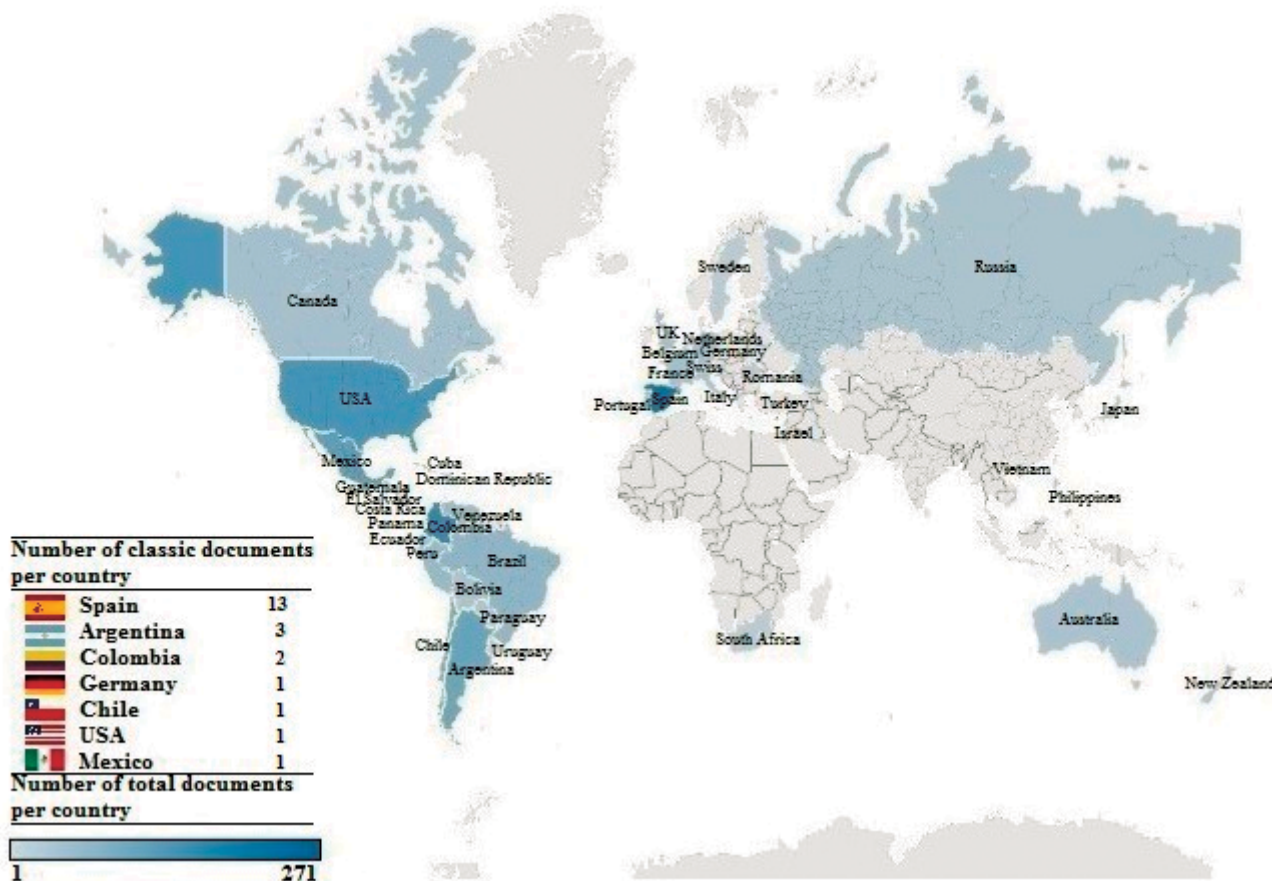 Sweden
Russia
Canada
UK
Netherlands
Belgium
Germany
Swiss
France
Romania
USA
Portugal
Spain
Italy
Turkey
Japan
Israel
Mexico
Cuba
Dominican Republic
Vietnam
Guatemala
El Salvador
Philippines
Costa Rica
Venezuela
Panama
Colombia
Ecuador
Peru
Brazil
Bolivia
Paraguay
Australia
Chile
Uruguay
South Africa
Argentina
New Zealand
Number of classic documents
per country
Spain 13
Argentina 3
Colombia 2
Germany 1
Chile 1
USA 1
Mexico 1
Number of total documents
per country
1 271